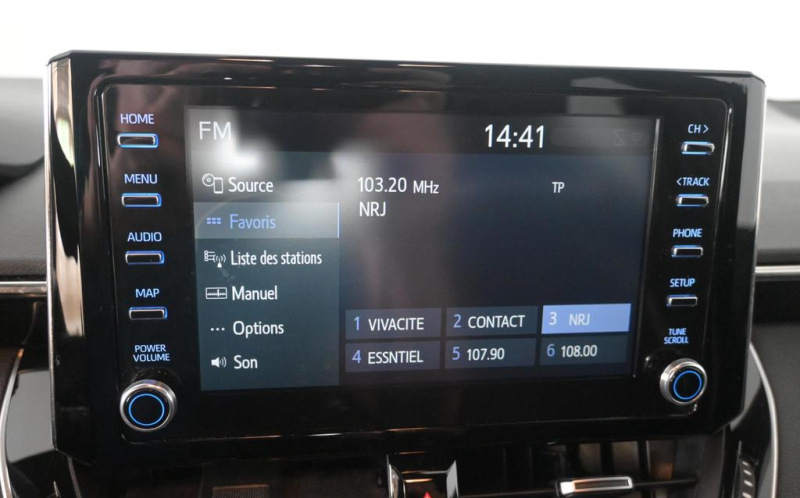 HOME
MENU
AUDIO
MAP
POWER
VOLUME
FM
14:41
Source
Favoris
Liste des stations
Manuel
Options
Son
103.20 MHz
TP
NRJ
1 VIVACITE
2 CONTACT
3 NRJ
4 ESSNTIEL
5 107.90
6 108.00
CH>
<TRACK
PHONE
SETUP
TUNE
SCROLL